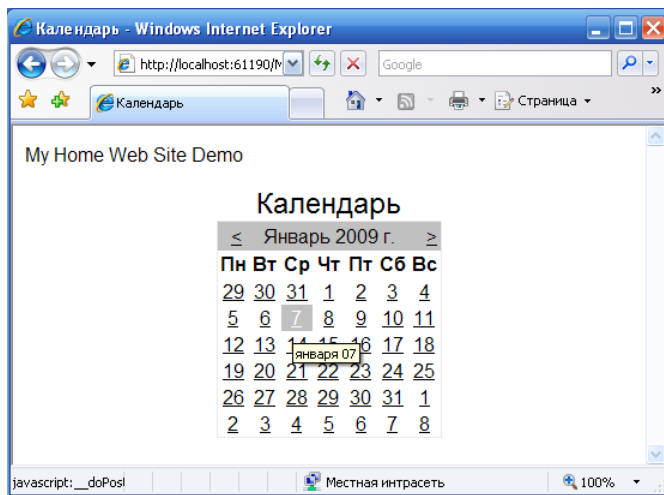 Календарь - Windows Internet Explorer
http://localhost:61190/M
Google
Календарь
Страница
»
My Home Web Site Demo
Календарь
< Январь 2009 г. >
Пн Вт Ср Чт Пт Сб Вс
29 30 31 1 2 3 4
5 6 7 8 9 10 11
12 13 14 15 16 17 18
января 07
19 20 21 22 23 24 25
26 27 28 29 30 31 1
2 3 4 5 6 7 8
javascript:__doPosl Местная интрасеть 100%